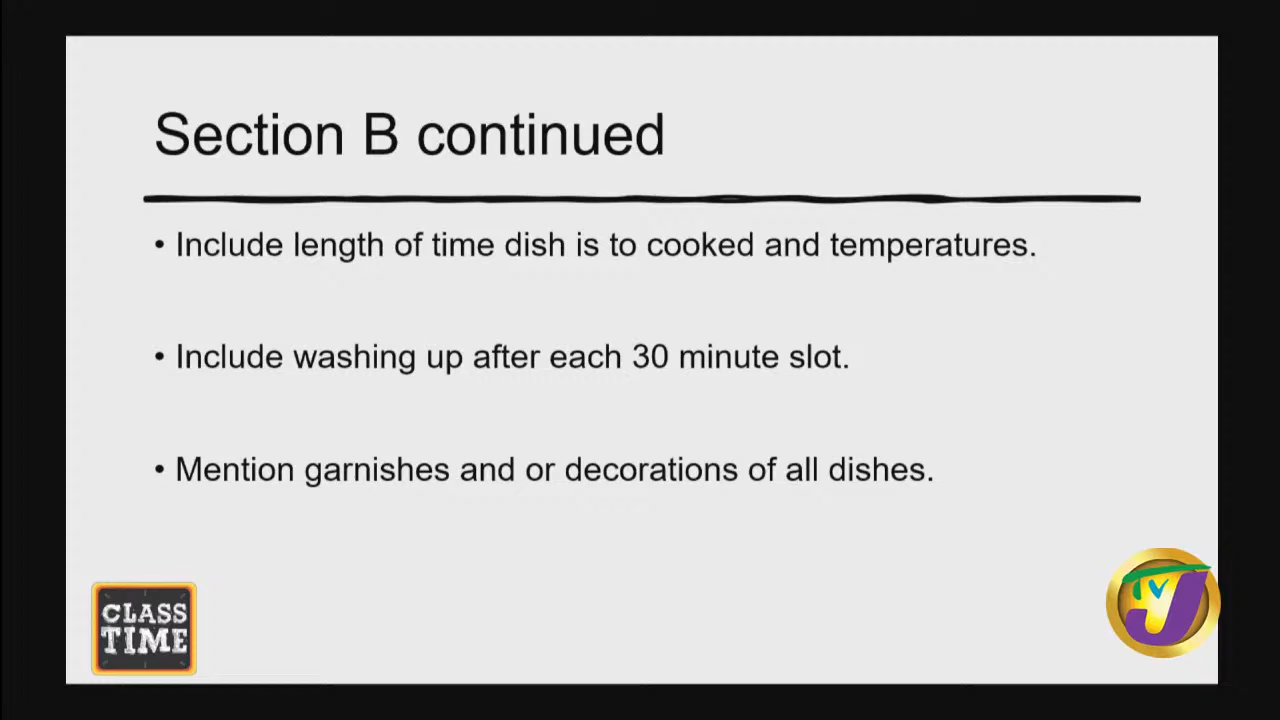 Section B continued
• Include length of time dish is to cooked and temperatures.
• Include washing up after each 30 minute slot.
• Mention garnishes and or decorations of all dishes.
CLASS
TIME
TVJ